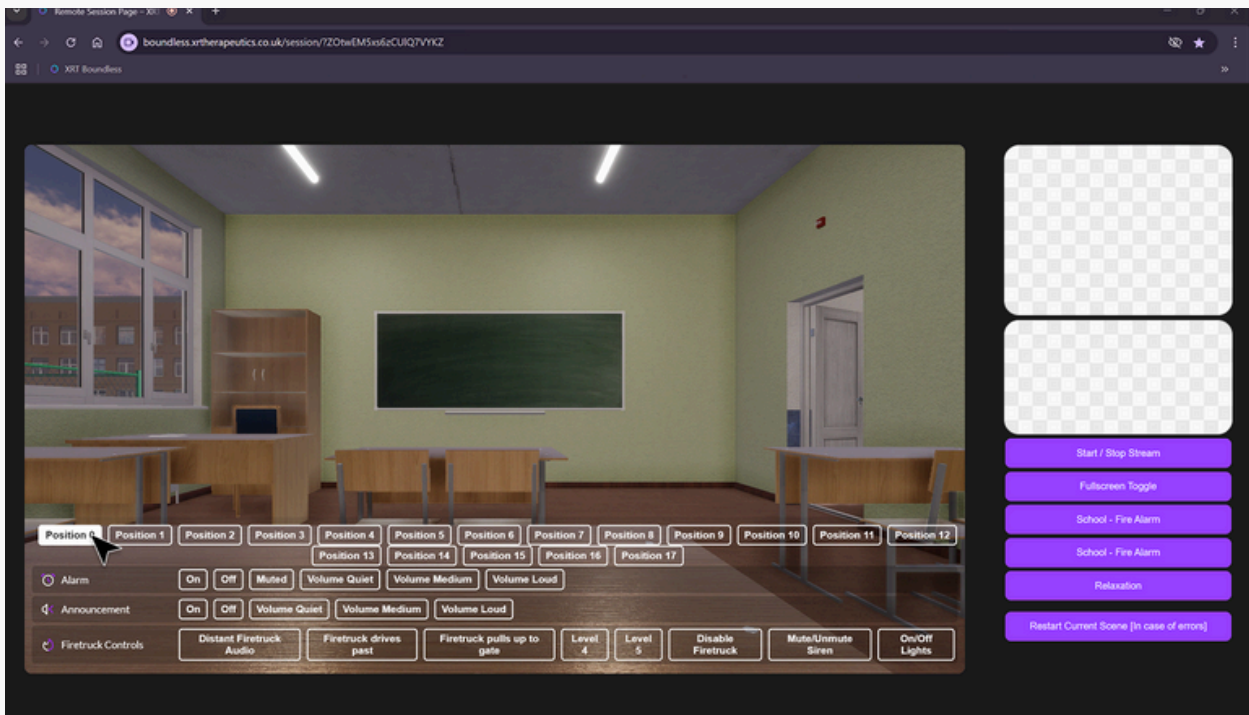 Remote Session Page - XR
boundless.xrtherapeutics.co.uk/session/?ZOtwEM5xs6zCUlQ7VYKZ
XRT Boundless
Position 0 Position 1 Position 2 Position 3 Position 4 Position 5 Position 6 Position 7 Position 8 Position 9 Position 10 Position 11 Position 12
Position 13 Position 14 Position 15 Position 16 Position 17
Alarm On Off Muted Volume Quiet Volume Medium Volume Loud
Announcement On Off Volume Quiet Volume Medium Volume Loud
Firetruck Controls Distant Firetruck Audio Firetruck drives past Firetruck pulls up to gate Level 4 Level 5 Disable Firetruck Mute/Unmute Siren On/Off Lights
Start / Stop Stream
Fullscreen Toggle
School - Fire Alarm
School - Fire Alarm
Relaxation
Restart Current Scene [In case of errors]